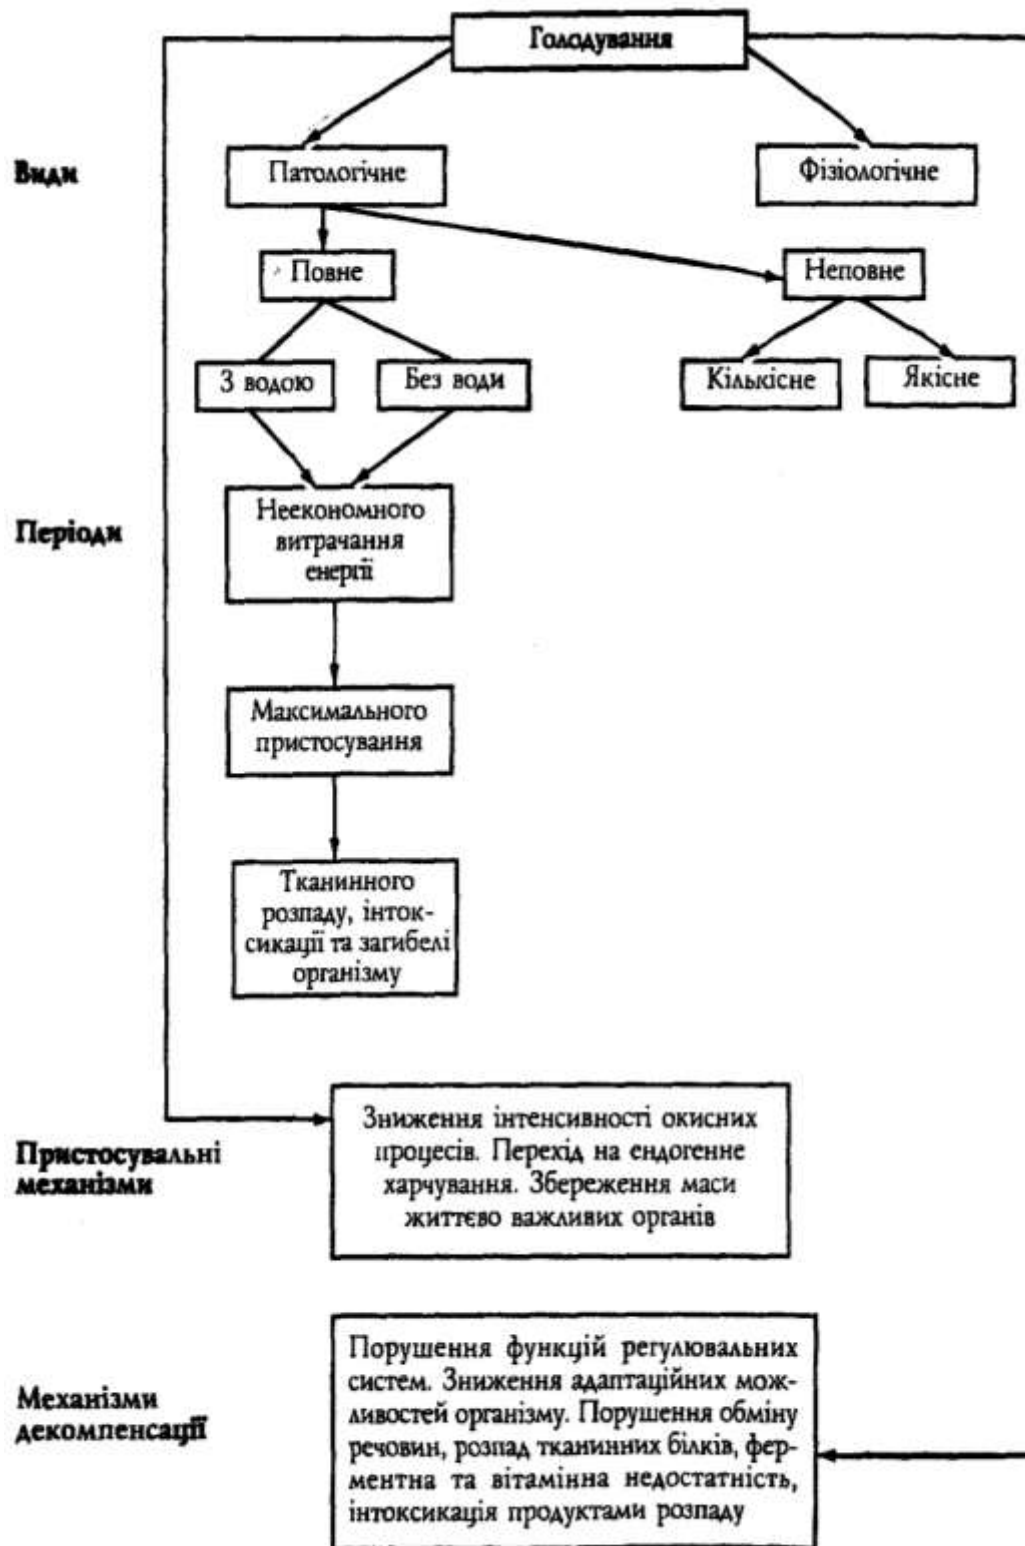 Голодування
Види
Патологічне
Фізіологічне
Повне
Неповне
З водою
Без води
Кількісне
Якісне
Періоди
Неекономного
витрачання
енергії
Максимального
пристосування
Тканинного
розпаду, інток-
сикації та загибелі
організму
Пристосувальні
механізми
Зниження інтенсивності окисних
процесів. Перехід на ендогенне
харчування. Збереження маси
життєво важливих органів
Механізми
декомпенсації
Порушення функцій регулювальних
систем. Зниження адаптаційних мож-
ливостей організму. Порушення обміну
речовин, розпад тканинних білків, фер-
ментна та вітамінна недостатність,
інтоксикація продуктами розпаду